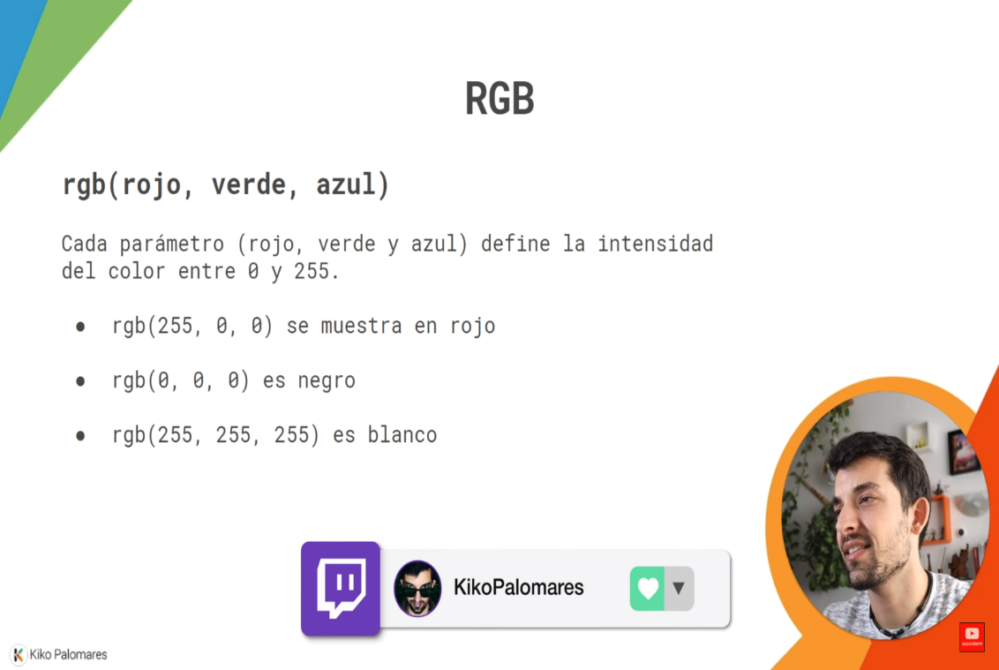 RGB
rgb(rojo, verde, azul)
Cada parámetro (rojo, verde y azul) define la intensidad
del color entre 0 y 255.
● rgb(255, 0, 0) se muestra en rojo
● rgb(0, 0, 0) es negro
● rgb(255, 255, 255) es blanco
KikoPalomares
Kiko Palomares